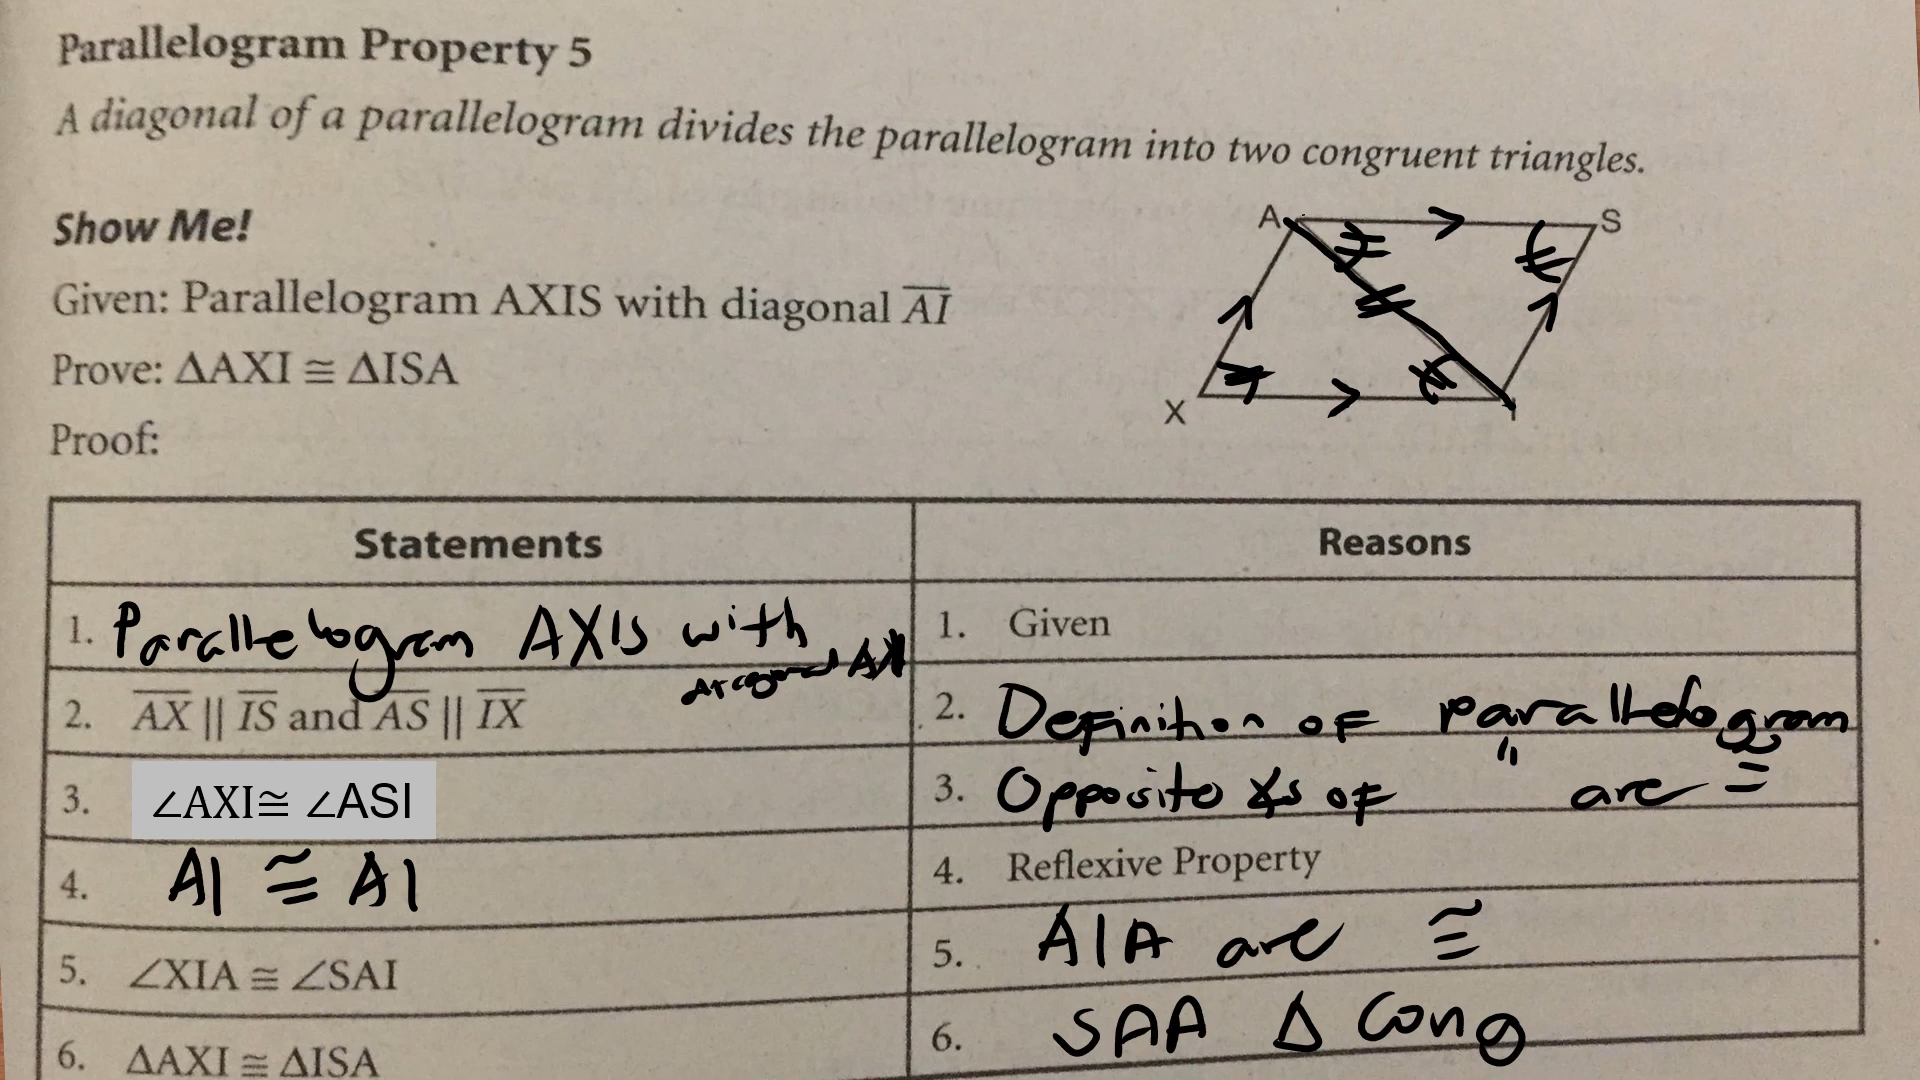 Parallelogram Property 5
A diagonal of a parallelogram divides the parallelogram into two congruent triangles.
Show Me!
Given: Parallelogram AXIS with diagonal AI
Prove: ΔAXI ≅ ΔISA
Proof:
A
S
X
I
Statements
Reasons
1. Parallelogram AXIS with
1. Given
2. AX || IS and AS || IX
2. Definition of parallelogram
3. ∠AXI≅ ∠ASI
3. Opposite ∡s of " are ≅
4. AI ≅ AI
4. Reflexive Property
5. ∠XIA ≅ ∠SAI
5. AIA are ≅
6. ΔAXI ≅ ΔISA
6. SAA Δ Cong